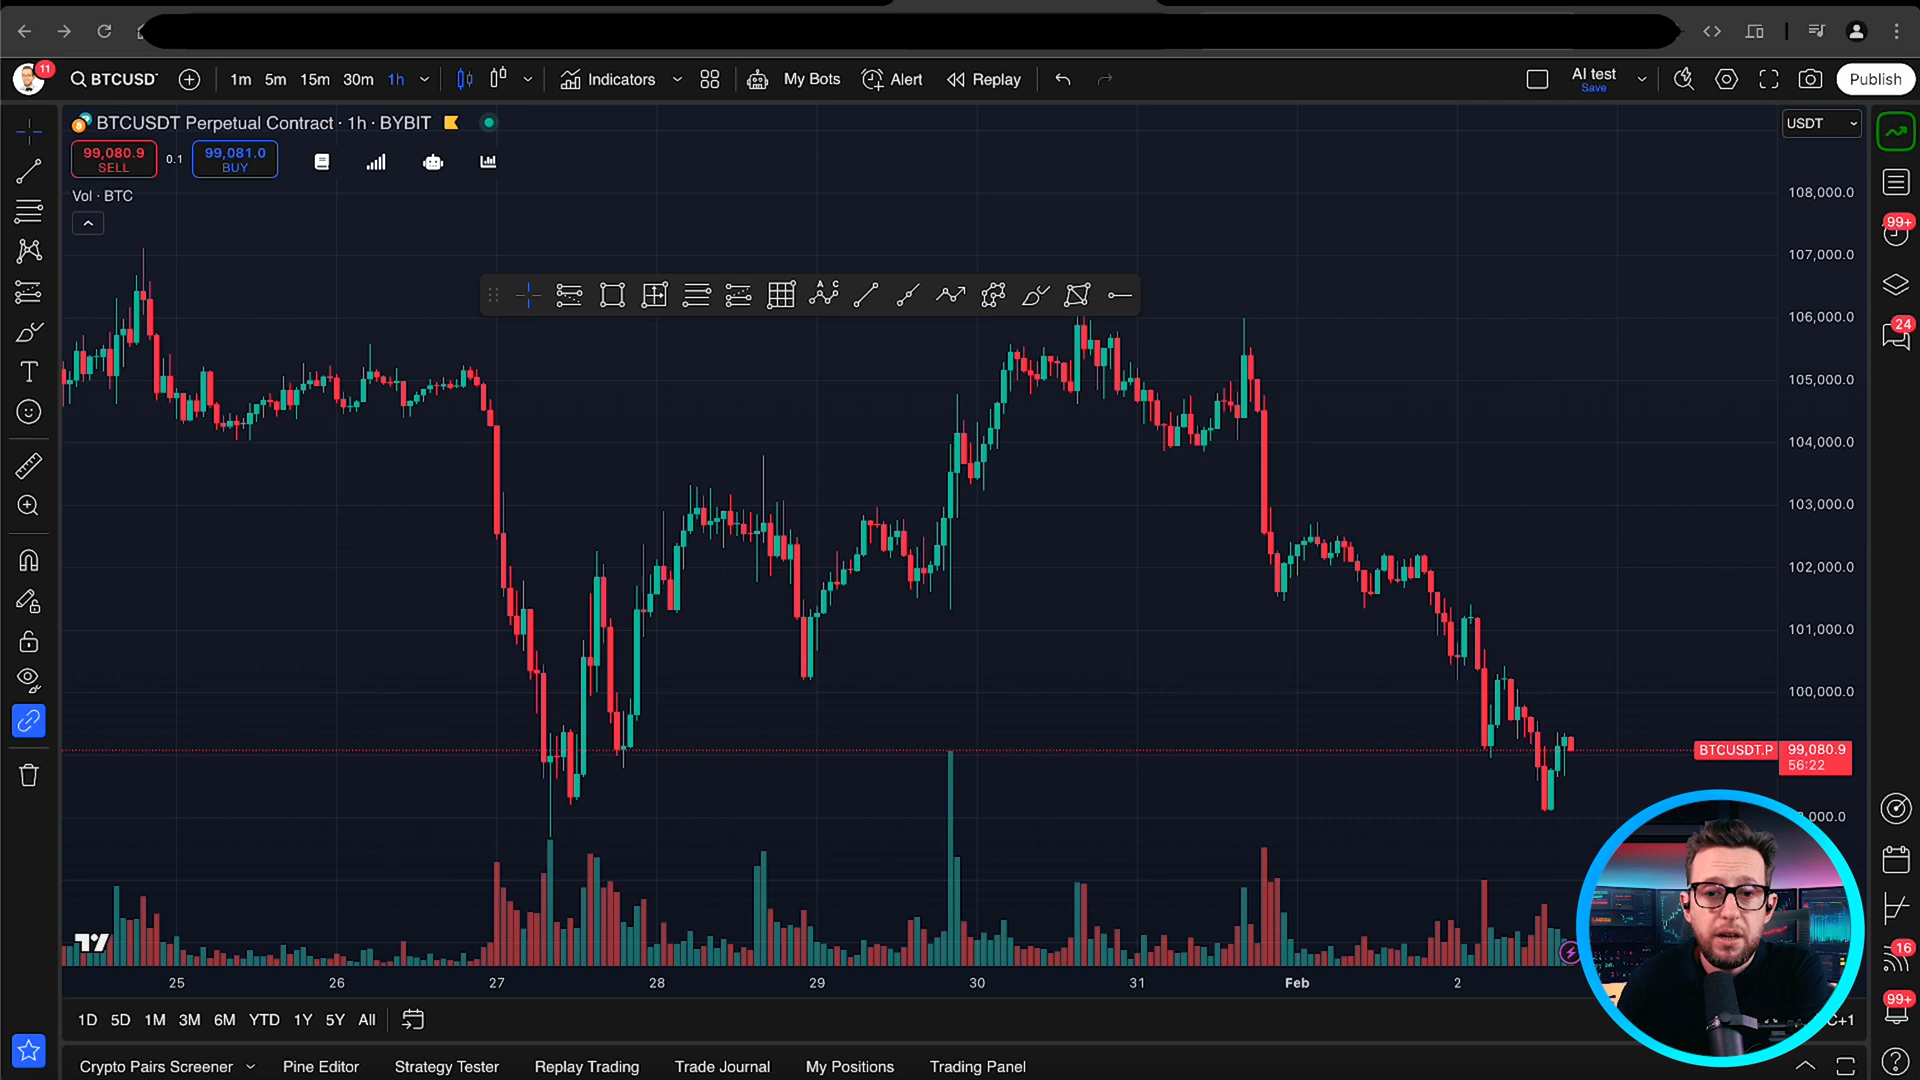 11
BTCUSDT
1m 5m 15m 30m 1h
Indicators
My Bots
Alert
Replay
AI test
Save
Publish
BTCUSDT Perpetual Contract · 1h · BYBIT
USDT
99,080.9
SELL
0.1
99,081.0
BUY
Vol · BTC
108,000.0
107,000.0
106,000.0
105,000.0
104,000.0
103,000.0
102,000.0
101,000.0
100,000.0
BTCUSDT.P
99,080.9
56:22
,000.0
99+
24
16
99+
25 26 27 28 29 30 31 Feb 2
1D 5D 1M 3M 6M YTD 1Y 5Y All
C+1
Crypto Pairs Screener
Pine Editor
Strategy Tester
Replay Trading
Trade Journal
My Positions
Trading Panel